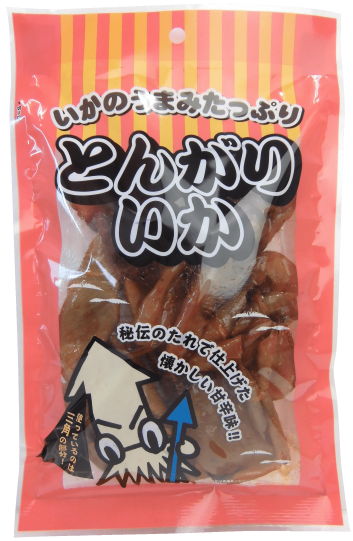 いかのうまみたっぷり
とんがり
いか
秘伝のたれで仕上げた
懐かしい甘辛味!!
使っているのは
三角の部分!